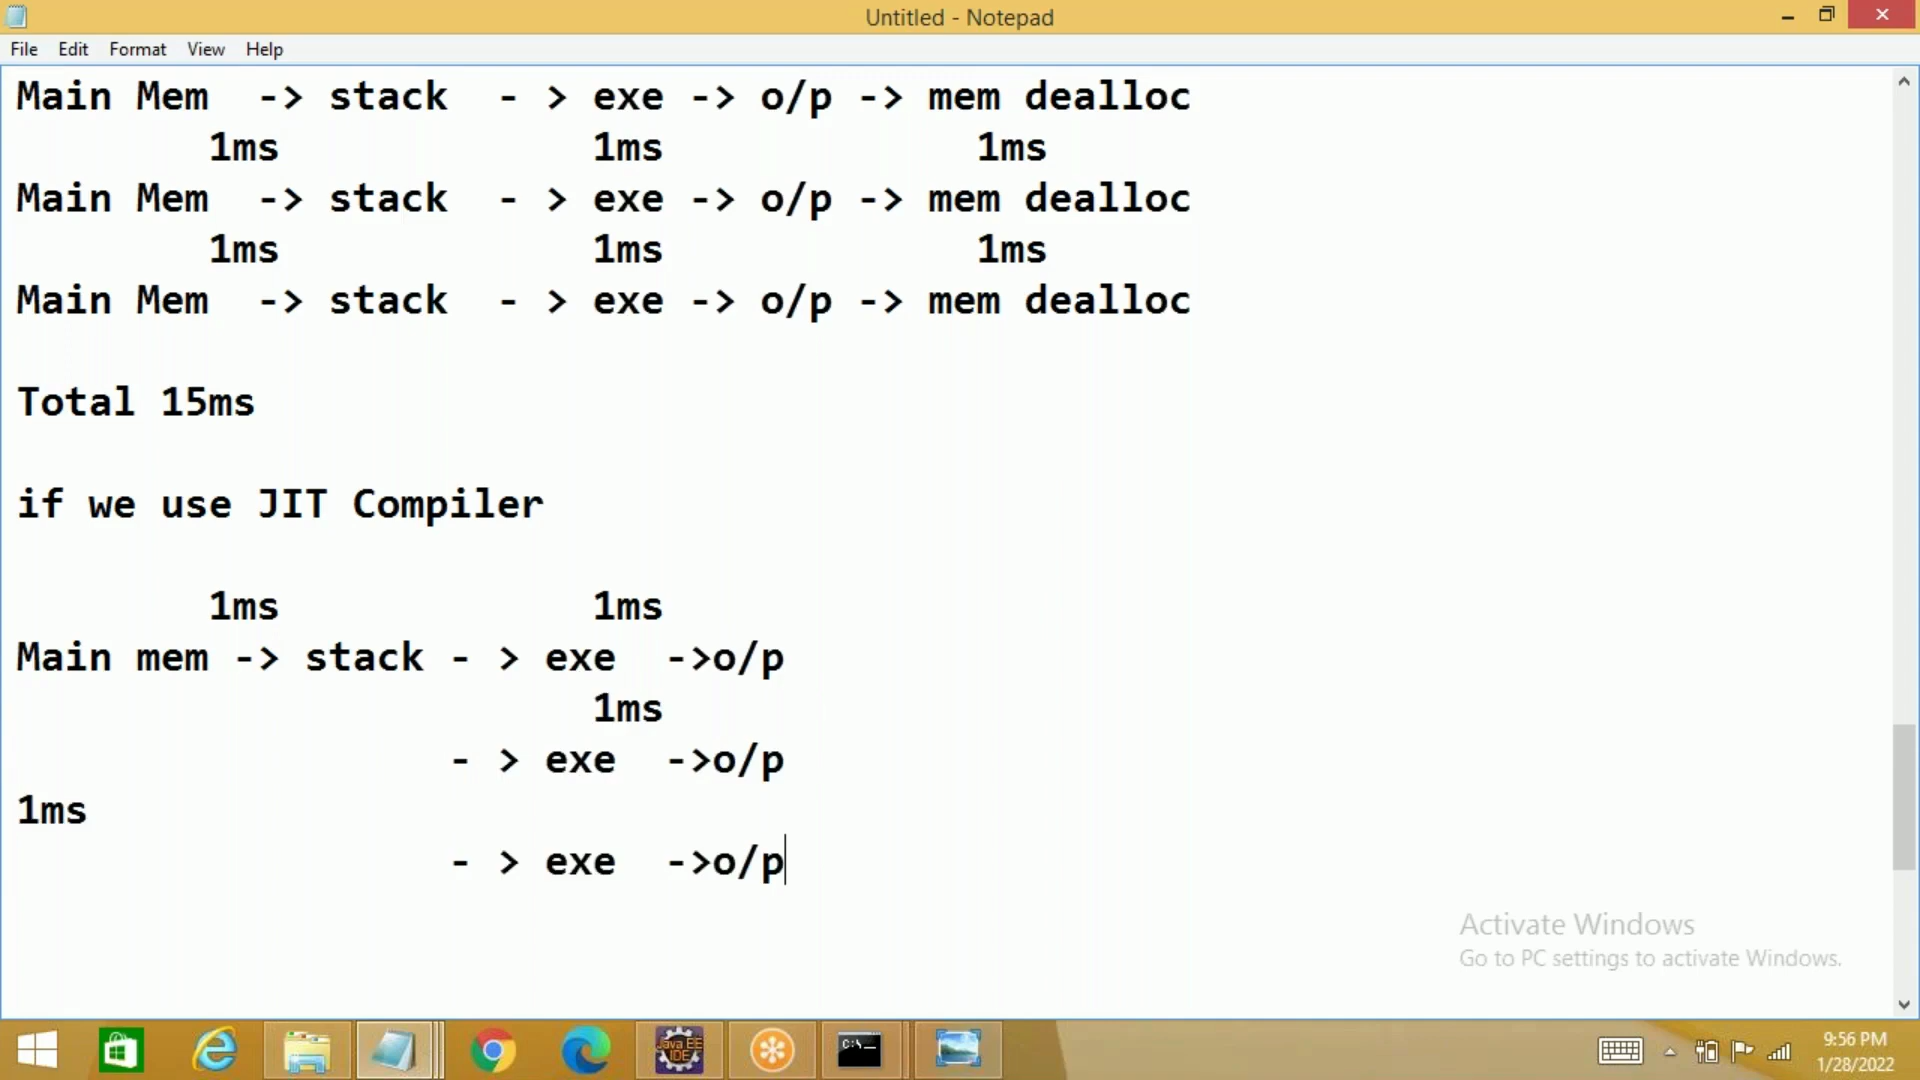 Untitled - Notepad
File Edit Format View Help
Main Mem -> stack - > exe -> o/p -> mem dealloc
1ms 1ms 1ms
Main Mem -> stack - > exe -> o/p -> mem dealloc
1ms 1ms 1ms
Main Mem -> stack - > exe -> o/p -> mem dealloc
Total 15ms
if we use JIT Compiler
1ms 1ms
Main mem -> stack - > exe ->o/p
1ms
- > exe ->o/p
1ms
- > exe ->o/p
Activate Windows
Go to PC settings to activate Windows.
Java EE
IDE
C:\_
9:56 PM
1/28/2022